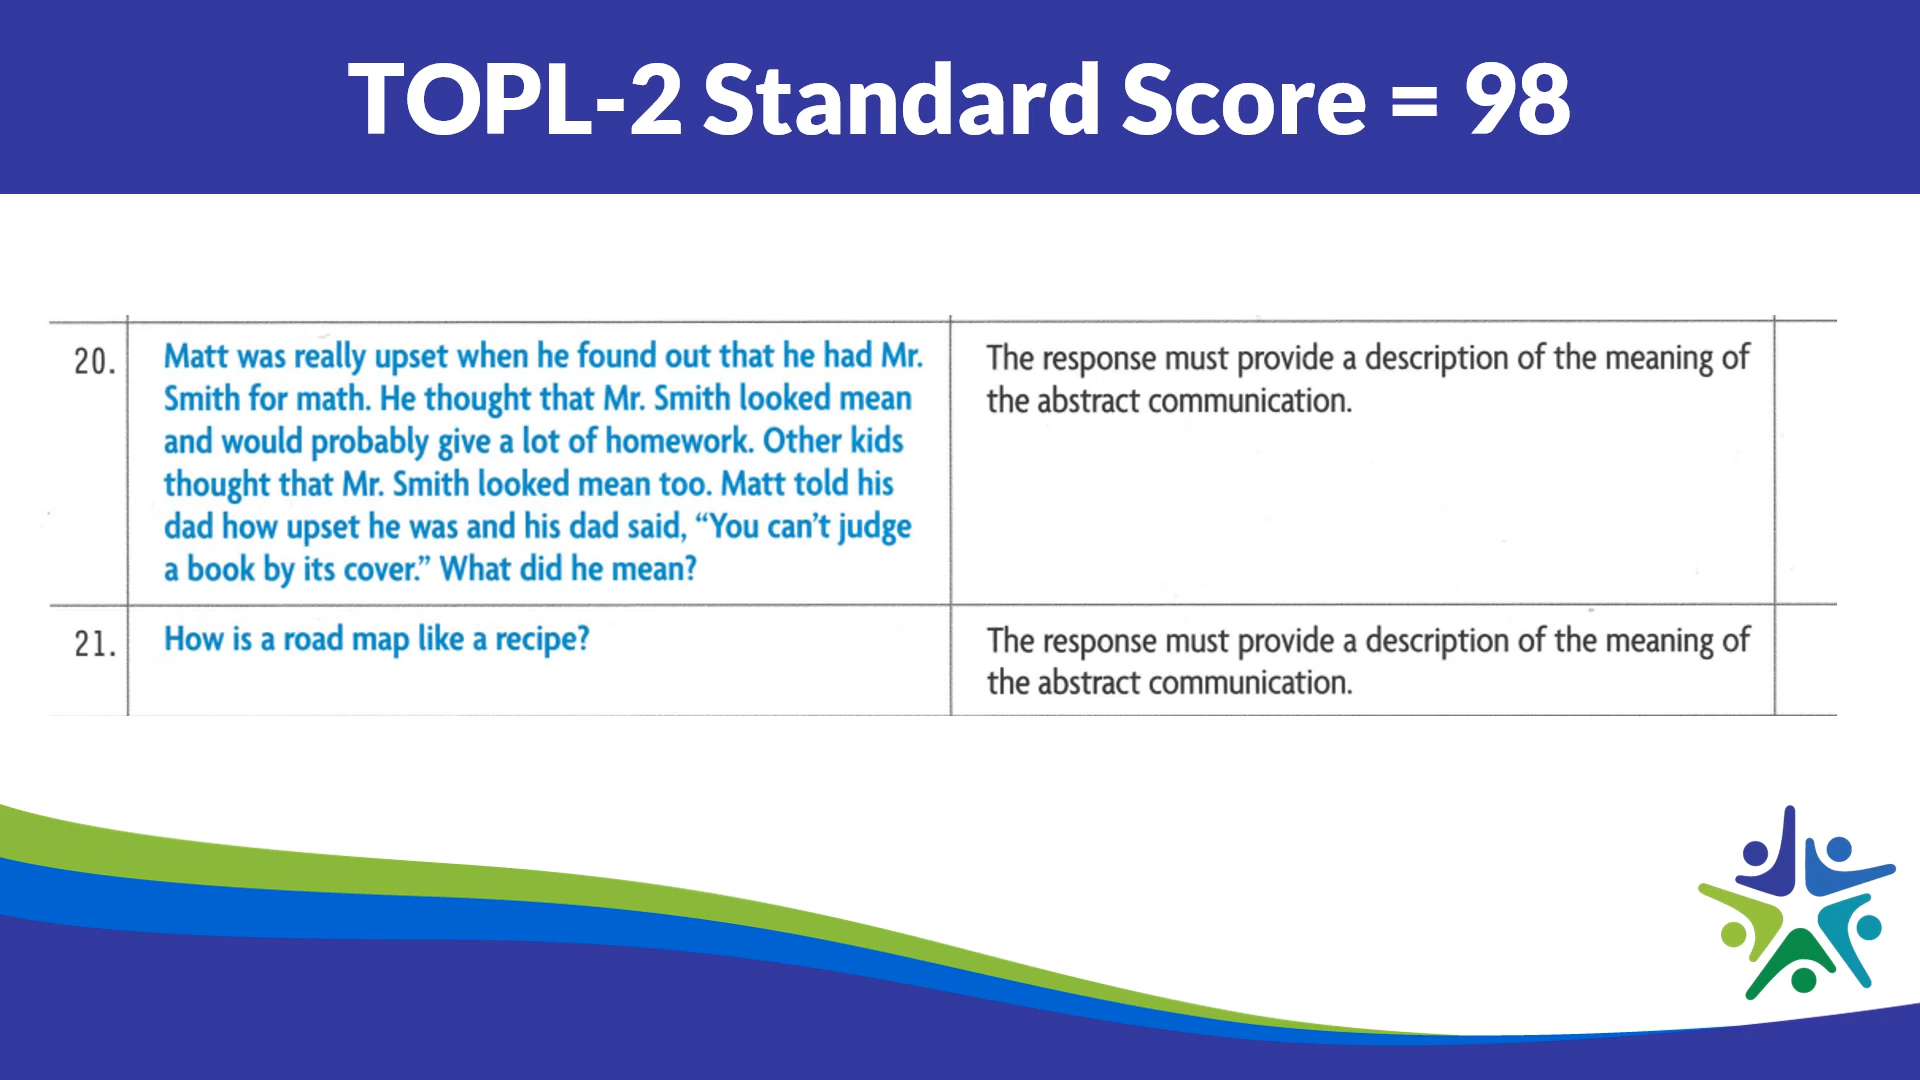 TOPL-2 Standard Score = 98
20.
Matt was really upset when he found out that he had Mr.
Smith for math. He thought that Mr. Smith looked mean
and would probably give a lot of homework. Other kids
thought that Mr. Smith looked mean too. Matt told his
dad how upset he was and his dad said, “You can’t judge
a book by its cover.” What did he mean?
The response must provide a description of the meaning of
the abstract communication.
21.
How is a road map like a recipe?
The response must provide a description of the meaning of
the abstract communication.